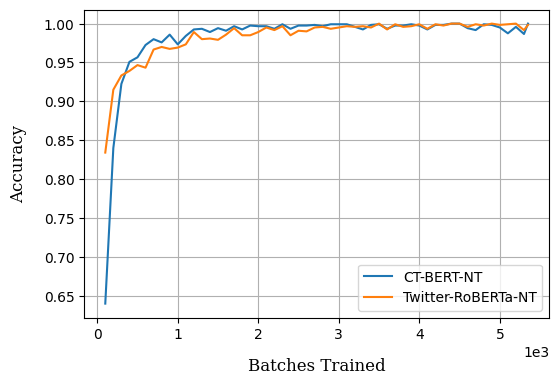 1.00
0.95
0.90
0.85
0.80
0.75
0.70
0.65
Accuracy
CT-BERT-NT
Twitter-RoBERTa-NT
0 1 2 3 4 5
1e3
Batches Trained